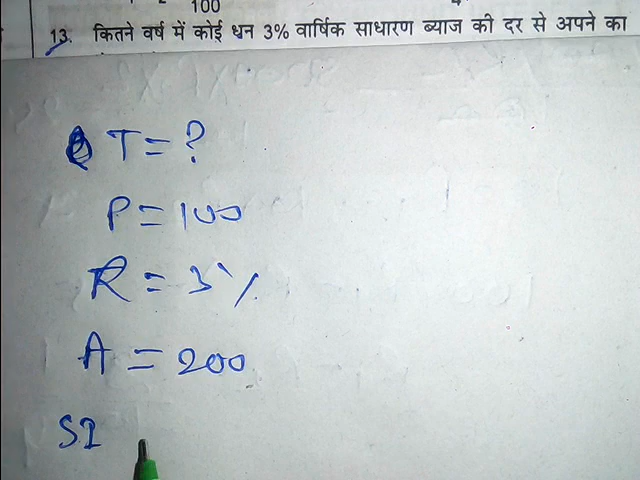 100
13. कितने वर्ष में कोई धन 3% वार्षिक साधारण ब्याज की दर से अपने का
T = ?
P = 100
R = 3%
A = 200
SI